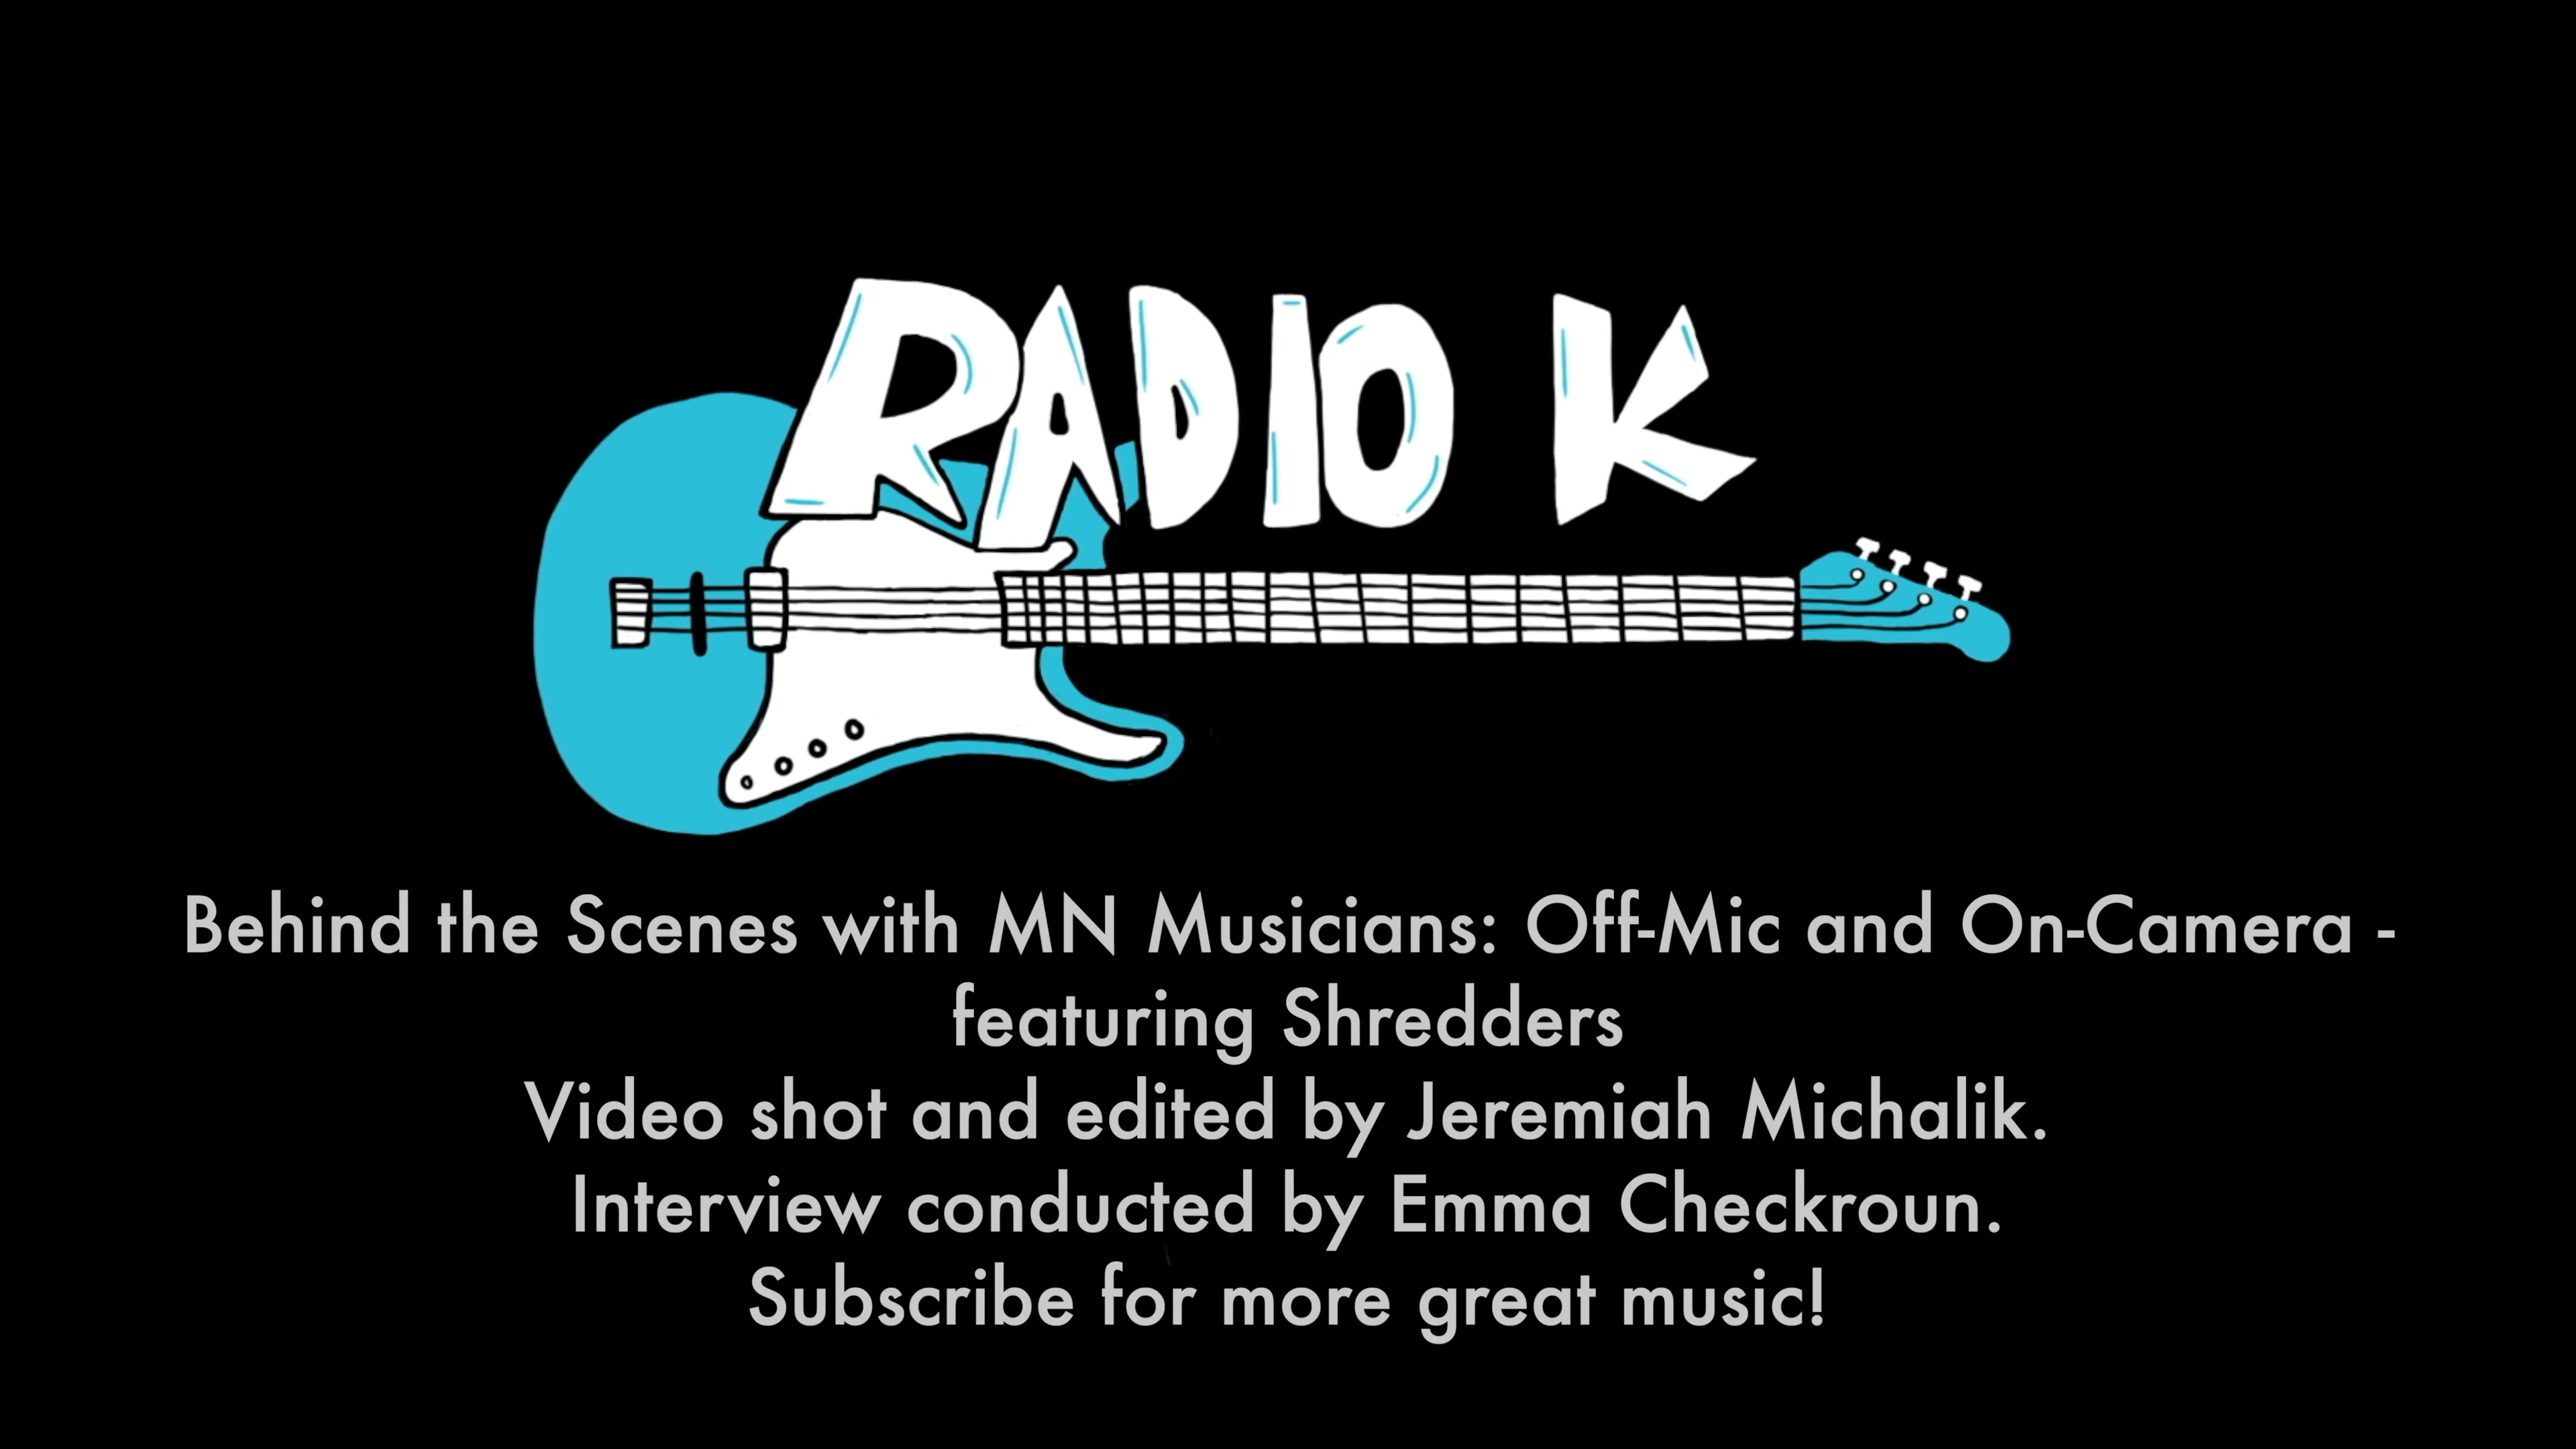 RADIO K
Behind the Scenes with MN Musicians: Off-Mic and On-Camera -
featuring Shredders
Video shot and edited by Jeremiah Michalik.
Interview conducted by Emma Checkroun.
Subscribe for more great music!